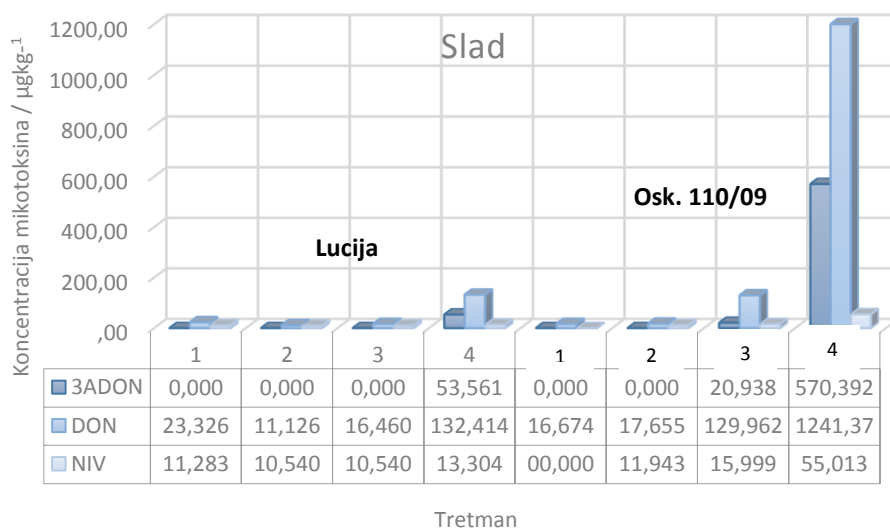 Slad
Koncentracija mikotoksina / µgkg-1
1200,00
1000,00
800,00
600,00
400,00
200,00
,00
Lucija
Osk. 110/09
1 2 3 4 1 2 3 4
3ADON 0,000 0,000 0,000 53,561 0,000 0,000 20,938 570,392
DON 23,326 11,126 16,460 132,414 16,674 17,655 129,962 1241,37
NIV 11,283 10,540 10,540 13,304 00,000 11,943 15,999 55,013
Tretman